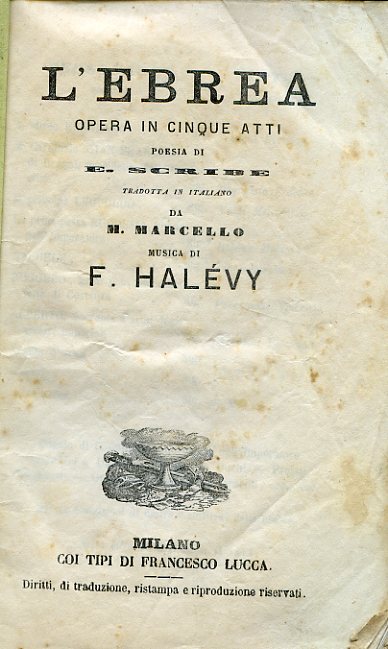 L'EBREA
OPERA IN CINQUE ATTI
POESIA DI
E. SCRIBE
TRADOTTA IN ITALIANO
DA
M. MARCELLO
MUSICA DI
F. HALÉVY
MILANO
COI TIPI DI FRANCESCO LUCCA.
Diritti, di traduzione, ristampa e riproduzione riservati.